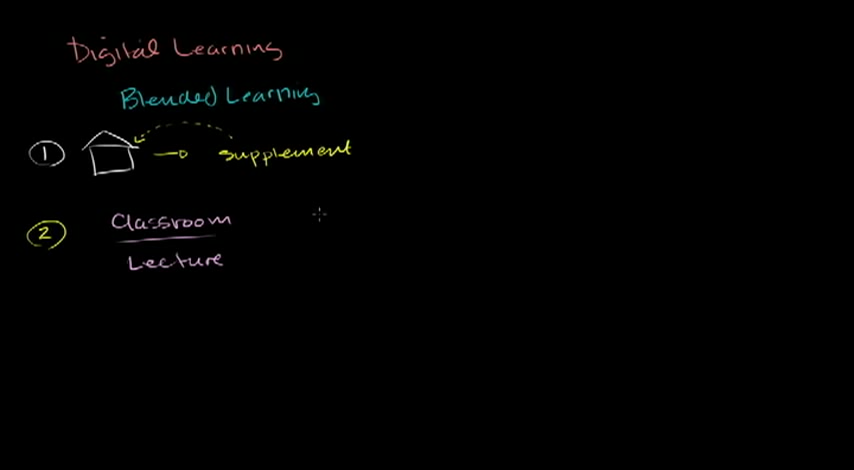 Digital Learning
Blended Learning
1 supplement
2 Classroom
Lecture